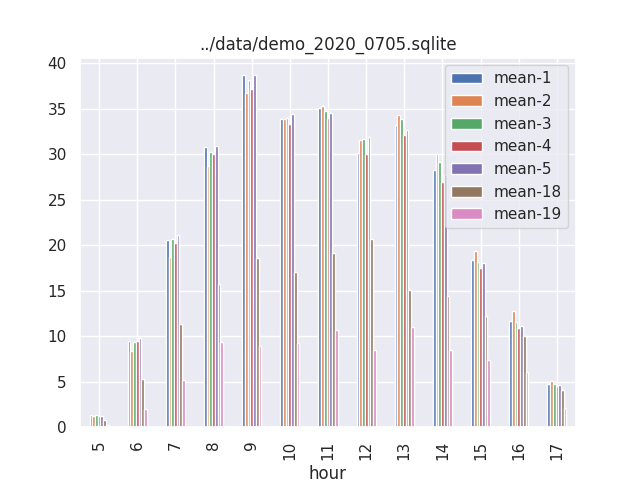 ../data/demo_2020_0705.sqlite
40
35
30
25
20
15
10
5
0
mean-1
mean-2
mean-3
mean-4
mean-5
mean-18
mean-19
5 6 7 8 9 10 11 12 13 14 15 16 17
hour